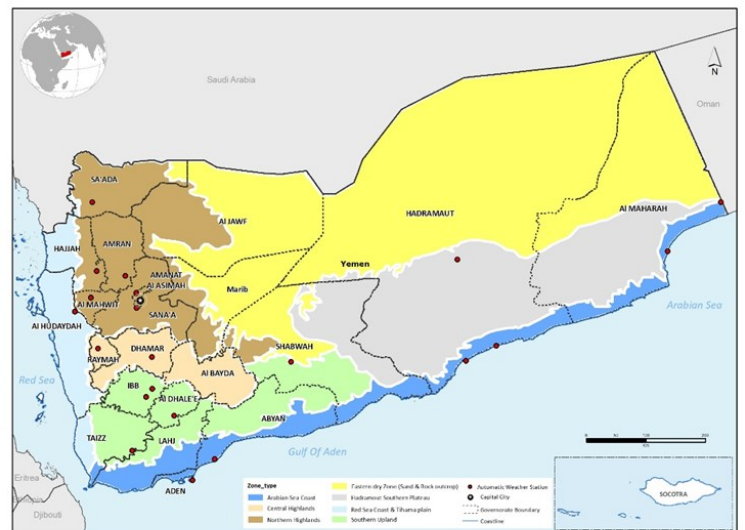 Saudi Arabia
N
Oman
SA'ADA
Al JAWF
HADRAMAUT
Al MAHARAH
HAJJAH
AMRAN
Yemen
AMANAT
Al ASIMAH
Marib
Al MAHWIT
SANA'A
Arabian Sea
Al HUDAYDAH
DHAMAR
SHABWAH
RAYMAH
Al BAYDA
Red Sea
IBB
Al DHALE'E
ABYAN
TAIZZ
LAHJ
Gulf Of Aden
ADEN
Eritrea
Djibouti
SOCOTRA
Zone_type
Arabian Sea Coast
Central Highlands
Northern Highlands
Eastern dry Zone (Sand & Rock outcrop)
Hadramout Southern Plateau
Red Sea Coast & Tihama plain
Southern Upland
Automatic Weather Station
Capital City
Governorate Boundary
Coastline